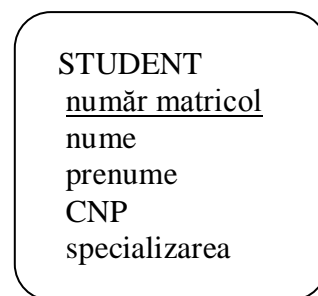 STUDENT
număr matricol
nume
prenume
CNP
specializarea